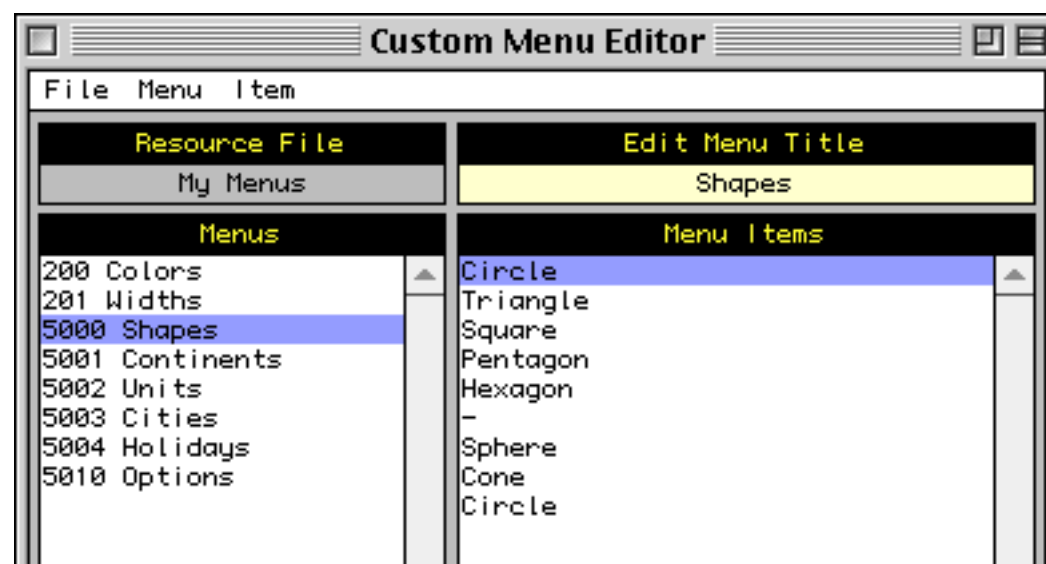 Custom Menu Editor
File Menu Item
Resource File
My Menus
Edit Menu Title
Shapes
Menus
200 Colors
201 Widths
5000 Shapes
5001 Continents
5002 Units
5003 Cities
5004 Holidays
5010 Options
Menu Items
Circle
Triangle
Square
Pentagon
Hexagon
-
Sphere
Cone
Circle